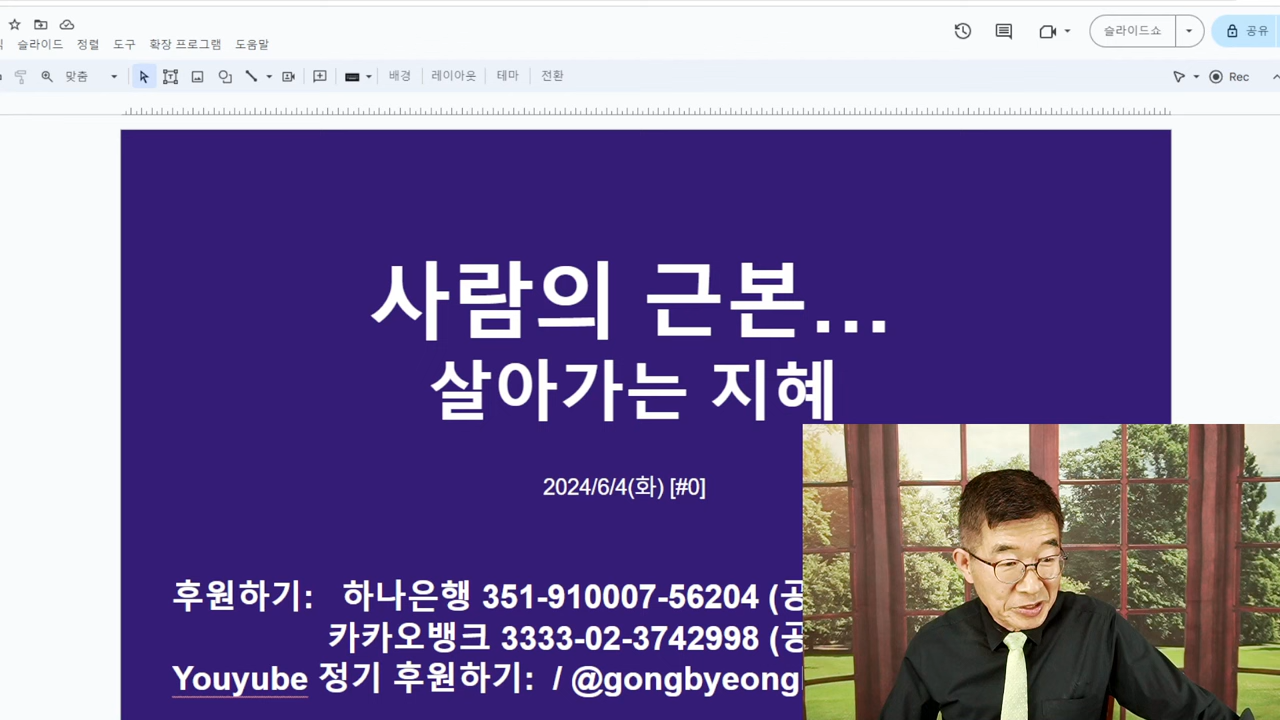 슬라이드 정렬 도구 확장 프로그램 도움말
슬라이드쇼 공유
맞춤 배경 레이아웃 테마 전환 Rec
사람의 근본...
살아가는 지혜
2024/6/4(화) [#0]
후원하기: 하나은행 351-910007-56204 (공
카카오뱅크 3333-02-3742998 (공
Youyube 정기 후원하기: / @gongbyeong